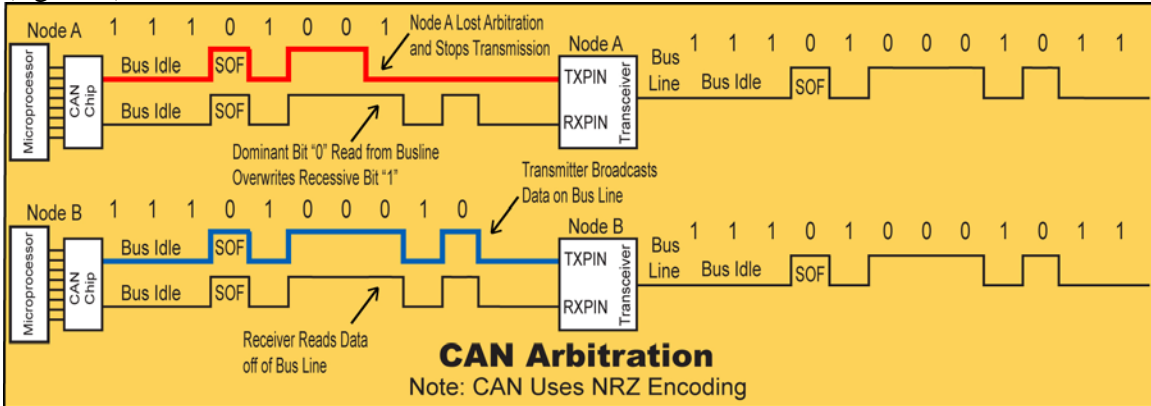 Node A
1 1 1 0 1 0 0 1
Node A Lost Arbitration
and Stops Transmission
Microprocessor
CAN
Chip
Bus Idle
SOF
Bus Idle
SOF
Dominant Bit “0” Read from Busline
Overwrites Recessive Bit “1”
Node A
TXPIN
RXPIN
Transceiver
Bus
Line
1 1 1 0 1 0 0 0 1 0 1 1
Bus Idle
SOF
Transmitter Broadcasts
Data on Bus Line
Node B
1 1 1 0 1 0 0 0 1 0
Microprocessor
CAN
Chip
Bus Idle
SOF
Bus Idle
SOF
Receiver Reads Data
off of Bus Line
Node B
TXPIN
RXPIN
Transceiver
Bus
Line
1 1 1 0 1 0 0 0 1 0 1 1
Bus Idle
SOF
CAN Arbitration
Note: CAN Uses NRZ Encoding